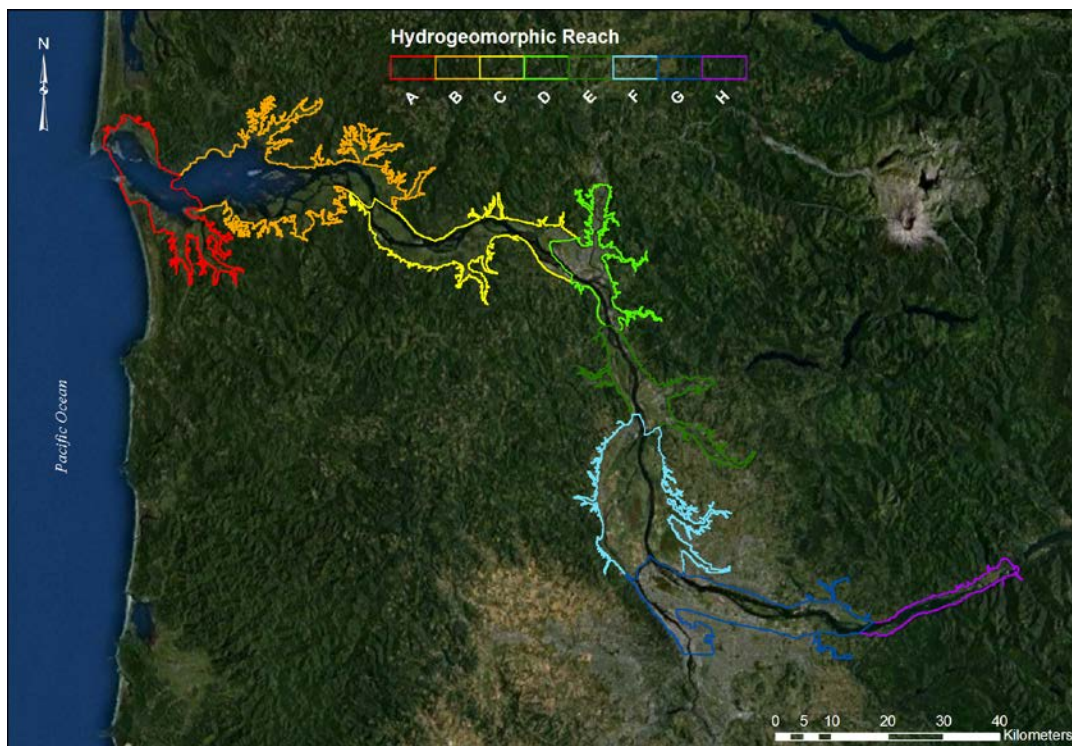 Hydrogeomorphic Reach
A B C D E F G H
N
Pacific Ocean
0 5 10 20 30 40
Kilometers